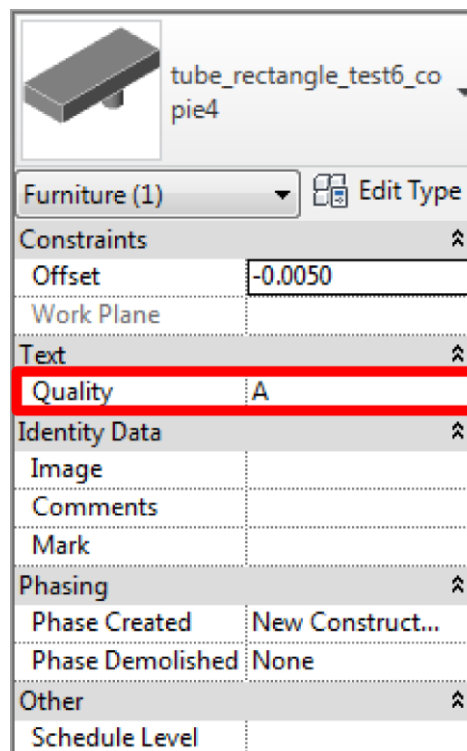 tube_rectangle_test6_co
pie4
Furniture (1) Edit Type
Constraints
Offset -0.0050
Work Plane
Text
Quality A
Identity Data
Image
Comments
Mark
Phasing
Phase Created New Construct...
Phase Demolished None
Other
Schedule Level